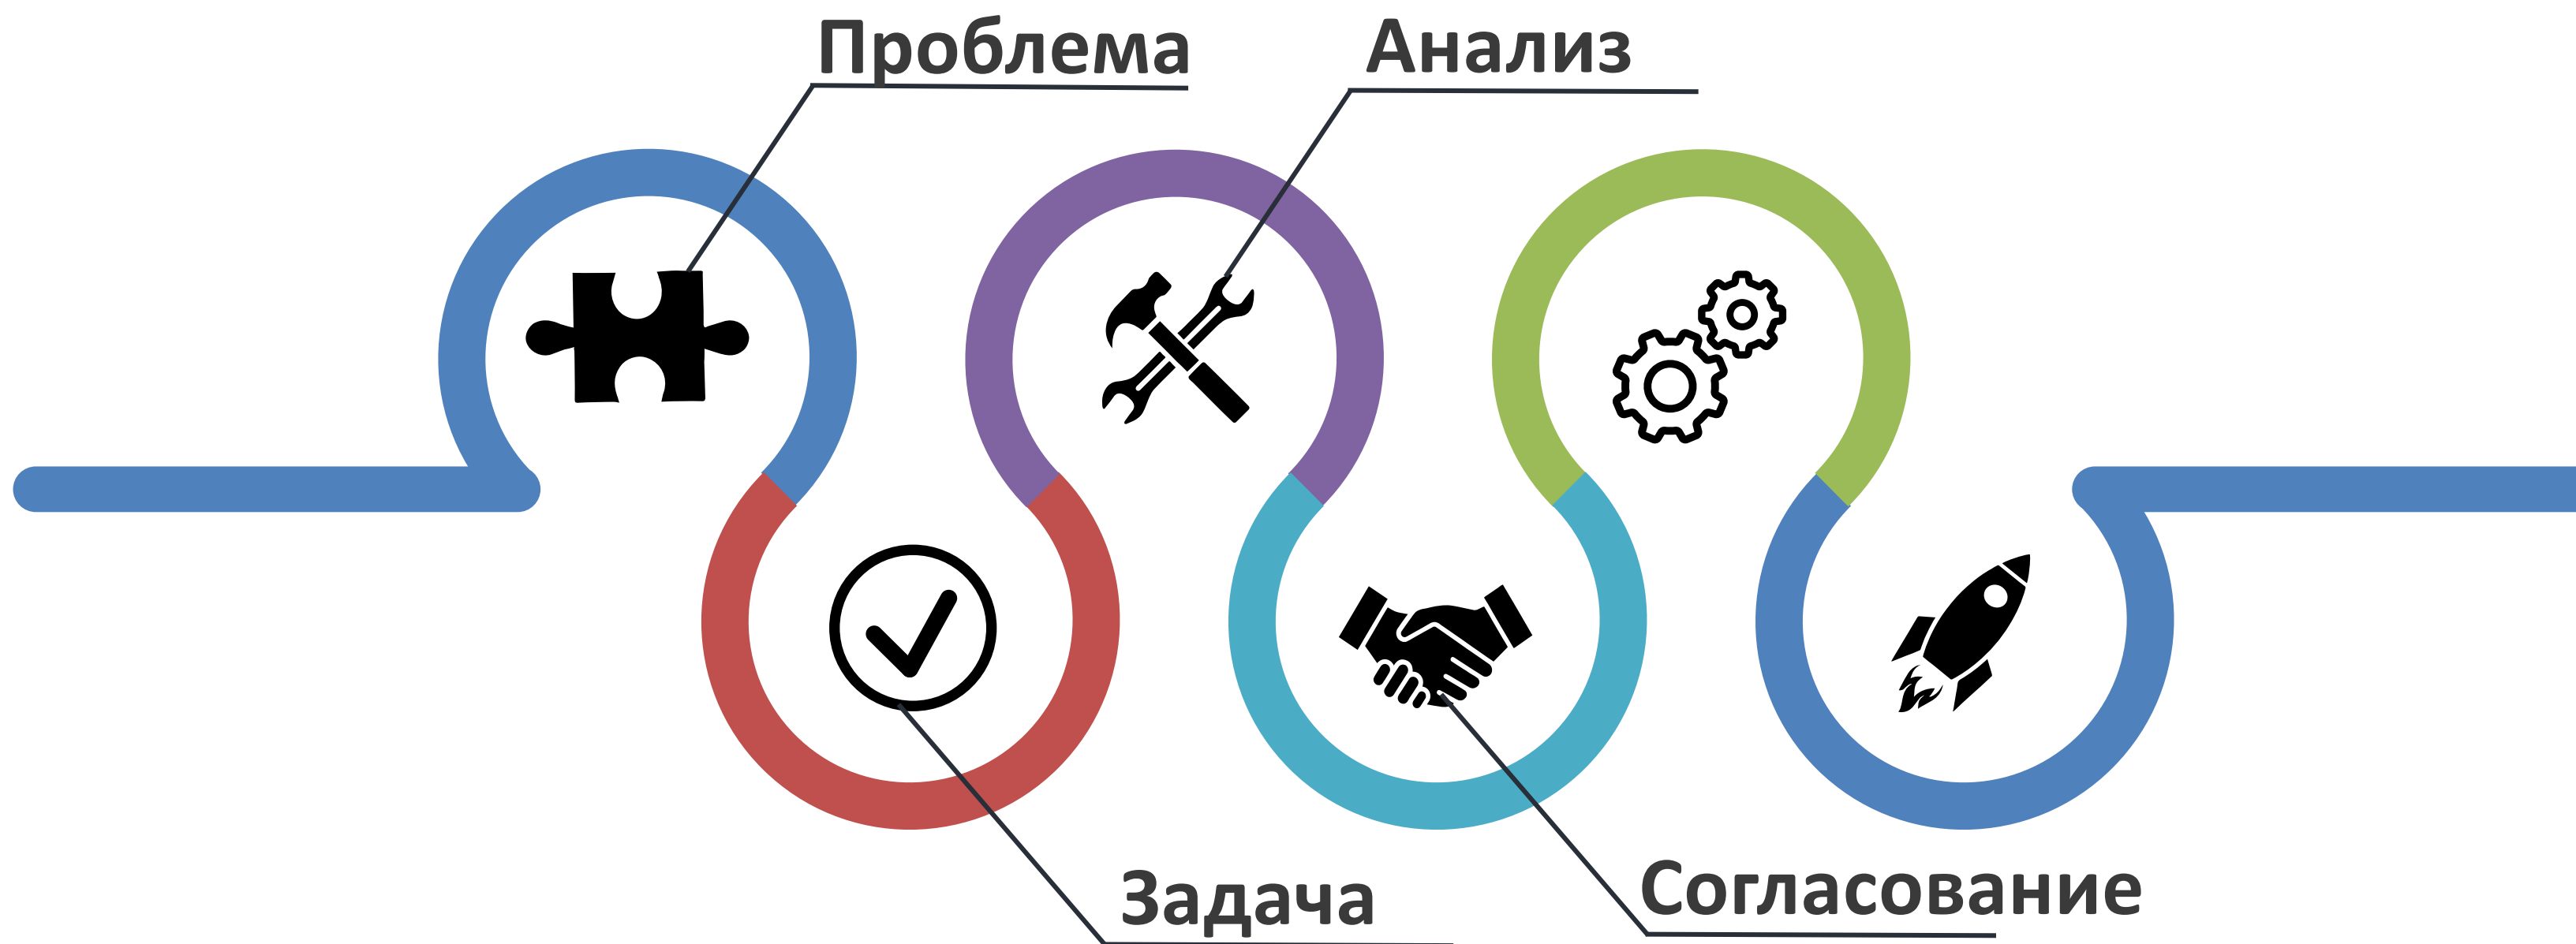 Проблема
Анализ
Задача
Согласование